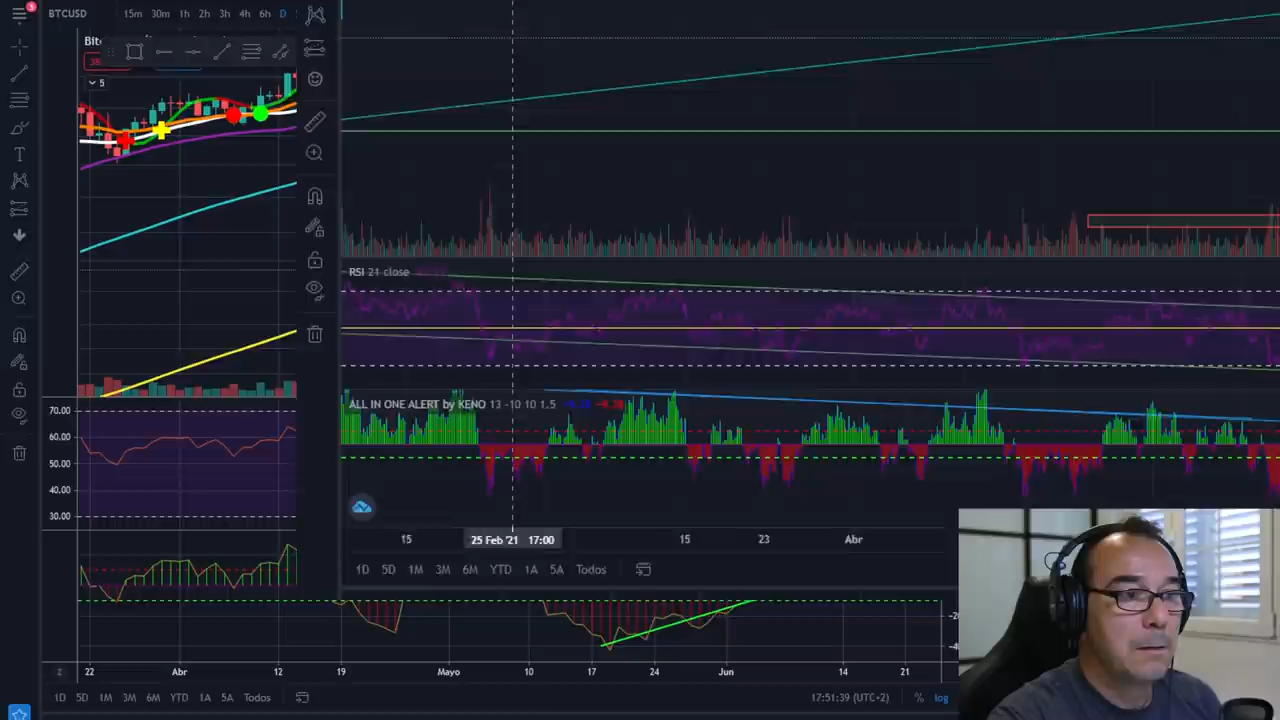 BTCUSD 15m 30m 1h 2h 3h 4h 6h D
3
Bit
5
RSI 21 close
70.00
60.00
50.00
40.00
30.00
ALL IN ONE ALERT by KENO 13 -10 10 1.5
15 25 Feb '21 17:00 15 23 Abr
1D 5D 1M 3M 6M YTD 1A 5A Todos
22 Abr 12 19 Mayo 10 17 24 Jun 14 21
1D 5D 1M 3M 6M YTD 1A 5A Todos 17:51:39 (UTC+2) % log